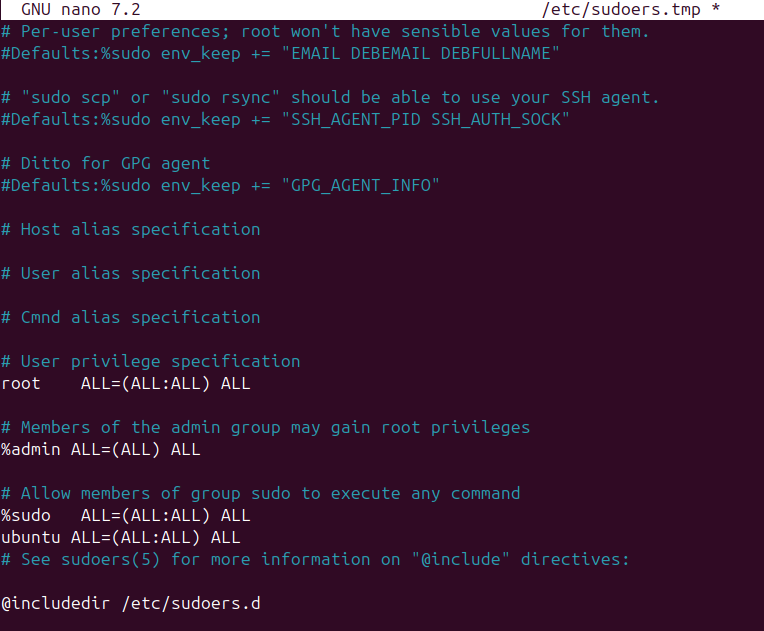 GNU nano 7.2 /etc/sudoers.tmp *
# Per-user preferences; root won't have sensible values for them.
#Defaults:%sudo env_keep += "EMAIL DEBEMAIL DEBFULLNAME"
# "sudo scp" or "sudo rsync" should be able to use your SSH agent.
#Defaults:%sudo env_keep += "SSH_AGENT_PID SSH_AUTH_SOCK"
# Ditto for GPG agent
#Defaults:%sudo env_keep += "GPG_AGENT_INFO"
# Host alias specification
# User alias specification
# Cmnd alias specification
# User privilege specification
root    ALL=(ALL:ALL) ALL
# Members of the admin group may gain root privileges
%admin ALL=(ALL) ALL
# Allow members of group sudo to execute any command
%sudo   ALL=(ALL:ALL) ALL
ubuntu ALL=(ALL:ALL) ALL
# See sudoers(5) for more information on "@include" directives:
@includedir /etc/sudoers.d